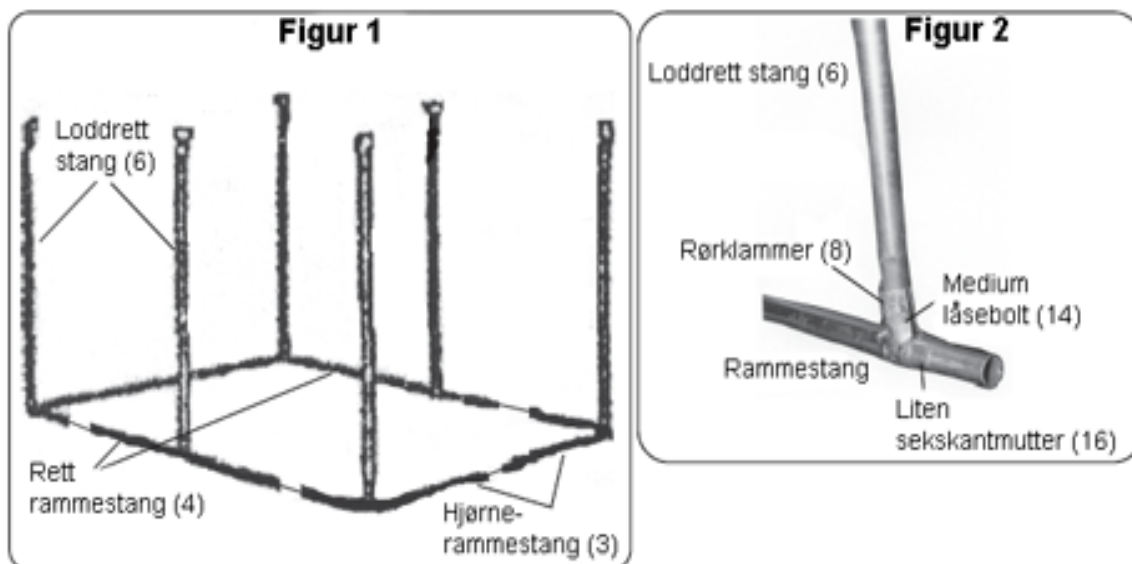 Figur 1
Loddrett
stang (6)
Rett
rammestang (4)
Hjørne-
rammestang (3)
Figur 2
Loddrett stang (6)
Rørklammer (8)
Medium
låsebolt (14)
Rammestang
Liten
sekskantmutter (16)